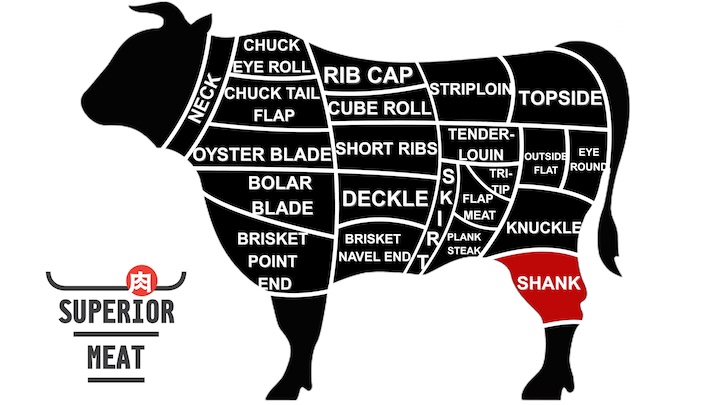 CHUCK
EYE ROLL
NECK
CHUCK TAIL
FLAP
OYSTER BLADE
BOLAR
BLADE
BRISKET
POINT
END
RIB CAP
CUBE ROLL
SHORT RIBS
DECKLE
BRISKET
NAVEL END
STRIPLOIN
TENDER-
LOUIN
SKIRT
TRI-
TIP
FLAP
MEAT
PLANK
STEAK
TOPSIDE
OUTSIDE
FLAT
EYE
ROUND
KNUCKLE
SHANK
肉
SUPERIOR
MEAT